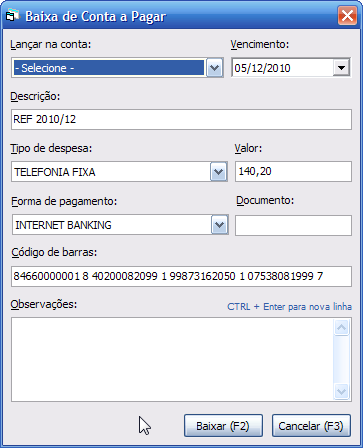 Baixa de Conta a Pagar
Lançar na conta: Vencimento:
- Selecione - 05/12/2010
Descrição:
REF 2010/12
Tipo de despesa: Valor:
TELEFONIA FIXA 140,20
Forma de pagamento: Documento:
INTERNET BANKING
Código de barras:
84660000001 8 40200082099 1 99873162050 1 07538081999 7
Observações: CTRL + Enter para nova linha
Baixar (F2) Cancelar (F3)